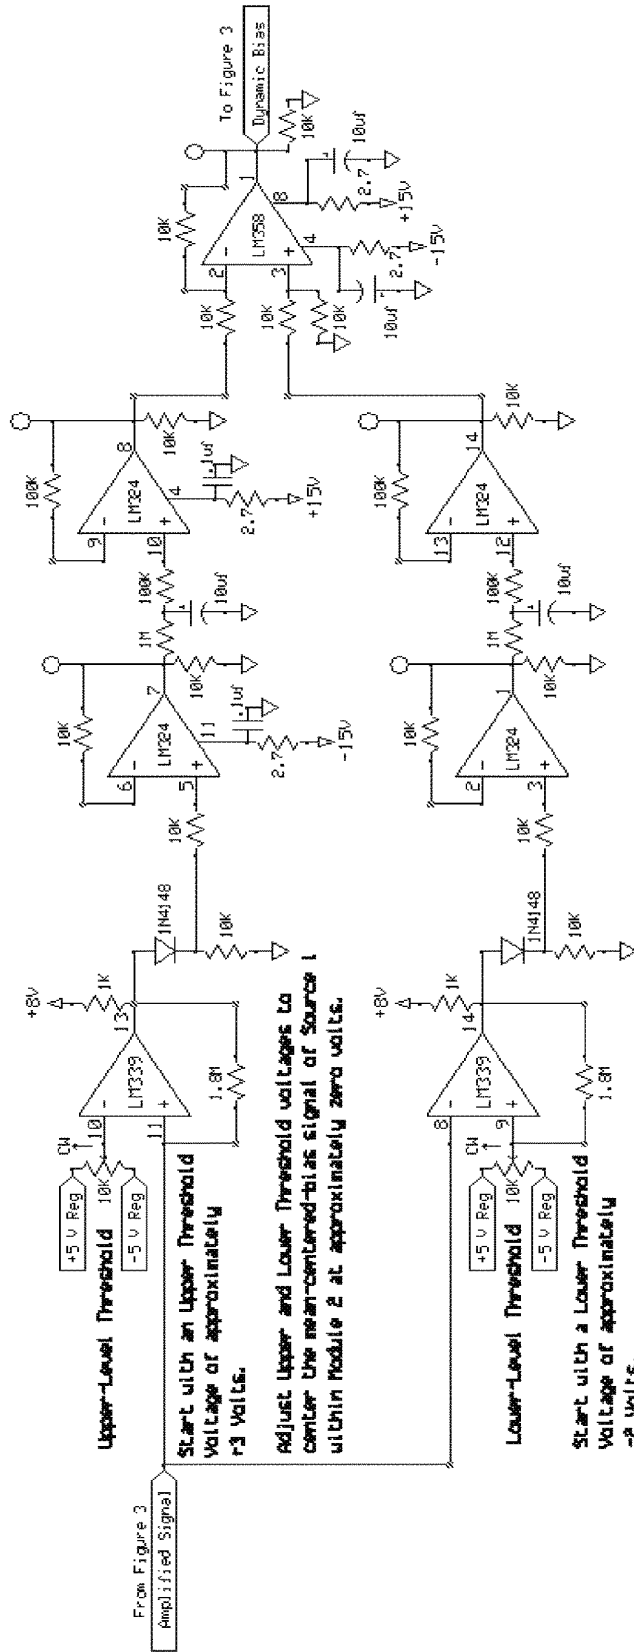 From Figure 3
Amplified Signal
+5 V Reg
-5 V Reg
10K
CW
Upper-Level Threshold
Start with an Upper Threshold
Voltage of approximately
+3 Volts.
Adjust Upper and Lower Threshold voltages to
center the mean-centered-bias signal of Source 1
within Module 2 at approximately zero volts.
10
11
-
+
LM339
13
+8V
1K
1.8M
1N4148
10K
10K
6
5
-
+
LM324
7
11
10K
10K
.1uf
2.7
-15V
1M
10uf
100K
9
10
-
+
LM324
8
4
100K
10K
.1uf
2.7
+15V
10K
10K
10K
2
3
-
+
LM358
1
8
4
10K
10K
10uf
2.7
+15V
10uf
2.7
-15V
To Figure 3
Dynamic Bias
+5 V Reg
-5 V Reg
10K
CW
Lower-Level Threshold
Start with a Lower Threshold
Voltage of approximately
8
9
-
+
LM339
14
+8V
1K
1.8M
1N4148
10K
10K
2
3
-
+
LM324
1
10K
10K
1M
10uf
100K
13
12
-
+
LM324
14
100K
10K